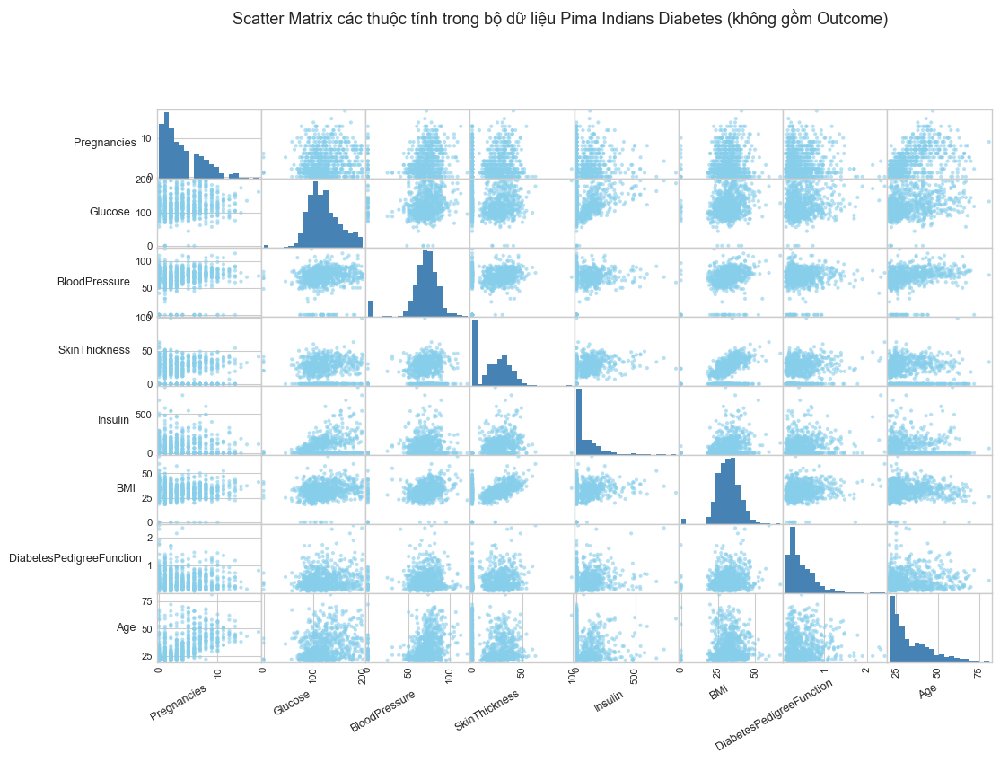 Scatter Matrix các thuộc tính trong bộ dữ liệu Pima Indians Diabetes (không gồm Outcome)
Pregnancies
10
0
Glucose
200
100
0
BloodPressure
100
50
0
SkinThickness
100
50
0
Insulin
500
0
BMI
50
25
0
DiabetesPedigreeFunction
2
1
Age
75
50
25
0 10 0 100 200 0 50 100 0 50 100 0 500 0 25 50 1 2 25 50 75
Pregnancies Glucose BloodPressure SkinThickness Insulin BMI DiabetesPedigreeFunction Age